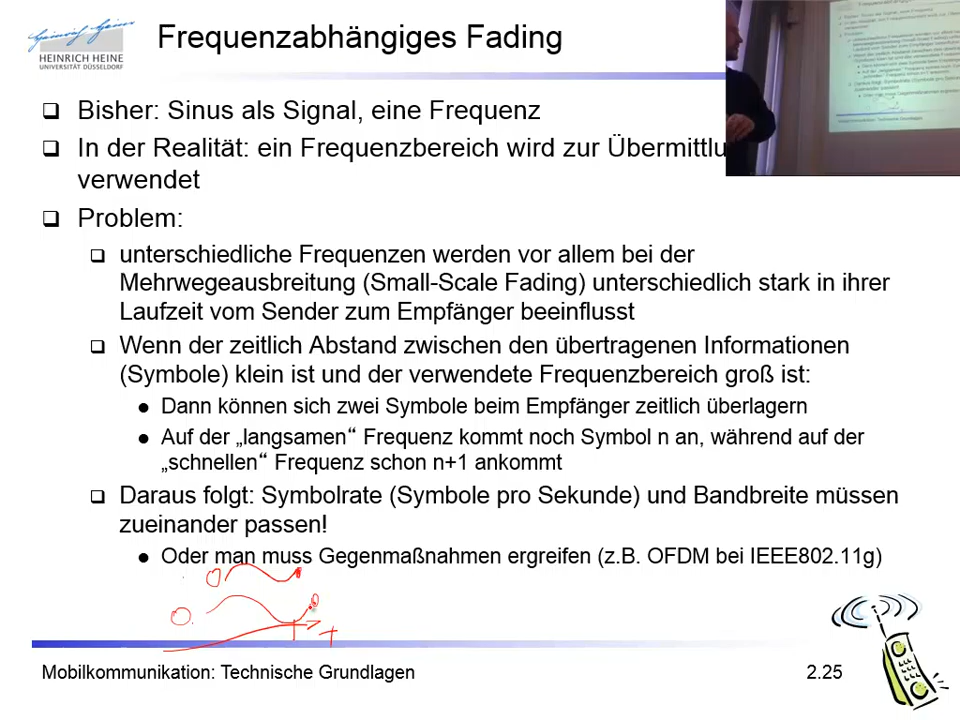 Heinrich Heine
HEINRICH HEINE
UNIVERSITÄT DÜSSELDORF
Frequenzabhängiges Fading
Bisher: Sinus als Signal, eine Frequenz
In der Realität: ein Frequenzbereich wird zur Übermittlu
verwendet
Problem:
unterschiedliche Frequenzen werden vor allem bei der
Mehrwegeausbreitung (Small-Scale Fading) unterschiedlich stark in ihrer
Laufzeit vom Sender zum Empfänger beeinflusst
Wenn der zeitlich Abstand zwischen den übertragenen Informationen
(Symbole) klein ist und der verwendete Frequenzbereich groß ist:
Dann können sich zwei Symbole beim Empfänger zeitlich überlagern
Auf der „langsamen“ Frequenz kommt noch Symbol n an, während auf der
„schnellen“ Frequenz schon n+1 ankommt
Daraus folgt: Symbolrate (Symbole pro Sekunde) und Bandbreite müssen
zueinander passen!
Oder man muss Gegenmaßnahmen ergreifen (z.B. OFDM bei IEEE802.11g)
Mobilkommunikation: Technische Grundlagen
2.25